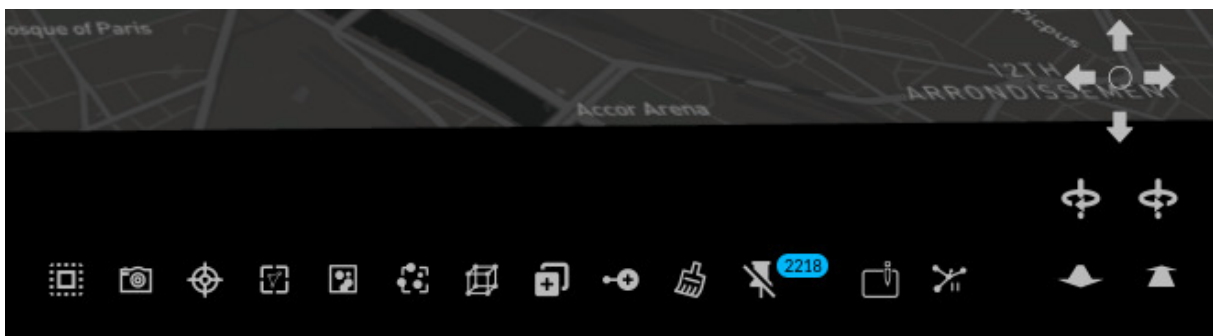 osque of Paris
Picpus
12TH
ARRONDISSEMENT
Accor Arena
2218